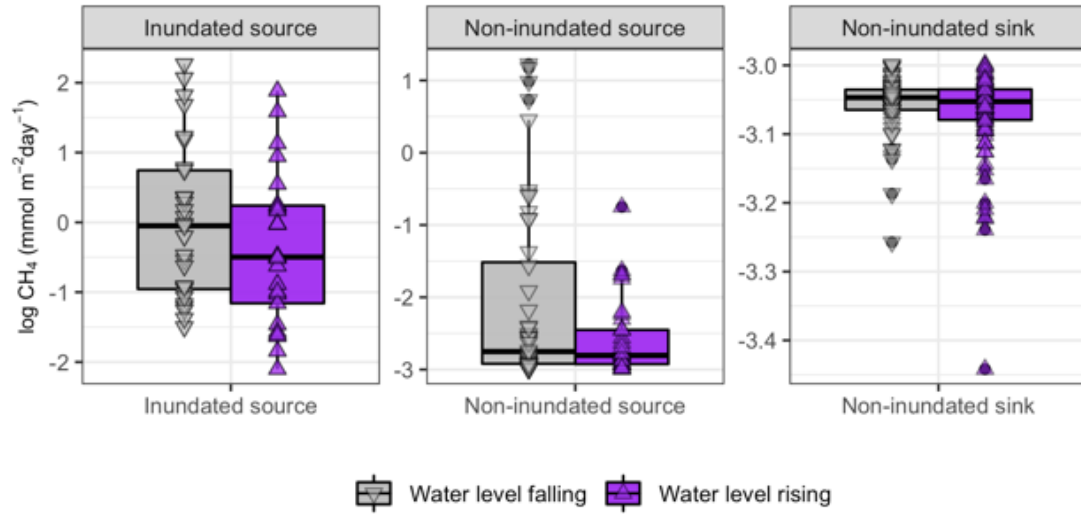 Inundated source
Non-inundated source
Non-inundated sink
log CH₄ (mmol m⁻²day⁻¹)
2
1
0
-1
-2
1
0
-1
-2
-3
-3.0
-3.1
-3.2
-3.3
-3.4
Inundated source
Non-inundated source
Non-inundated sink
Water level falling
Water level rising